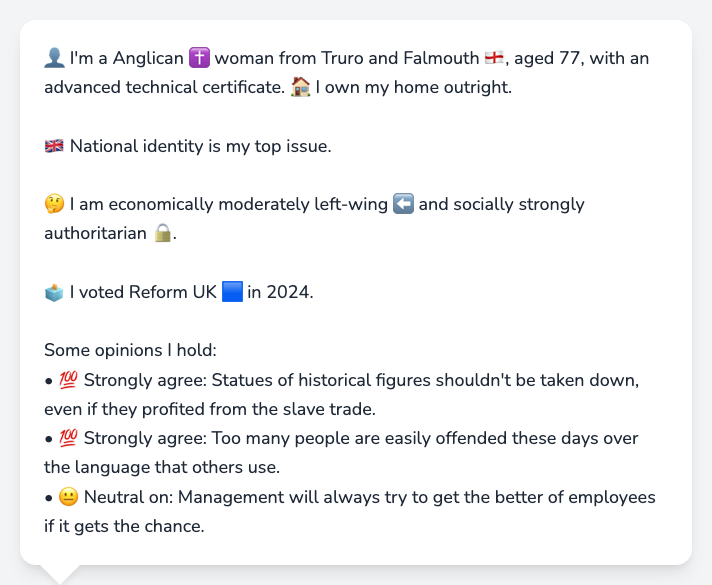 👤 I'm a Anglican ✝️ woman from Truro and Falmouth 🏴󠁧󠁢󠁥󠁮󠁧󠁿, aged 77, with an
advanced technical certificate. 🏠 I own my home outright.
🇬🇧 National identity is my top issue.
🤔 I am economically moderately left-wing ⬅️ and socially strongly
authoritarian 🔒.
🗳️ I voted Reform UK 🟦 in 2024.
Some opinions I hold:
• 💯 Strongly agree: Statues of historical figures shouldn't be taken down,
even if they profited from the slave trade.
• 💯 Strongly agree: Too many people are easily offended these days over
the language that others use.
• 😐 Neutral on: Management will always try to get the better of employees
if it gets the chance.